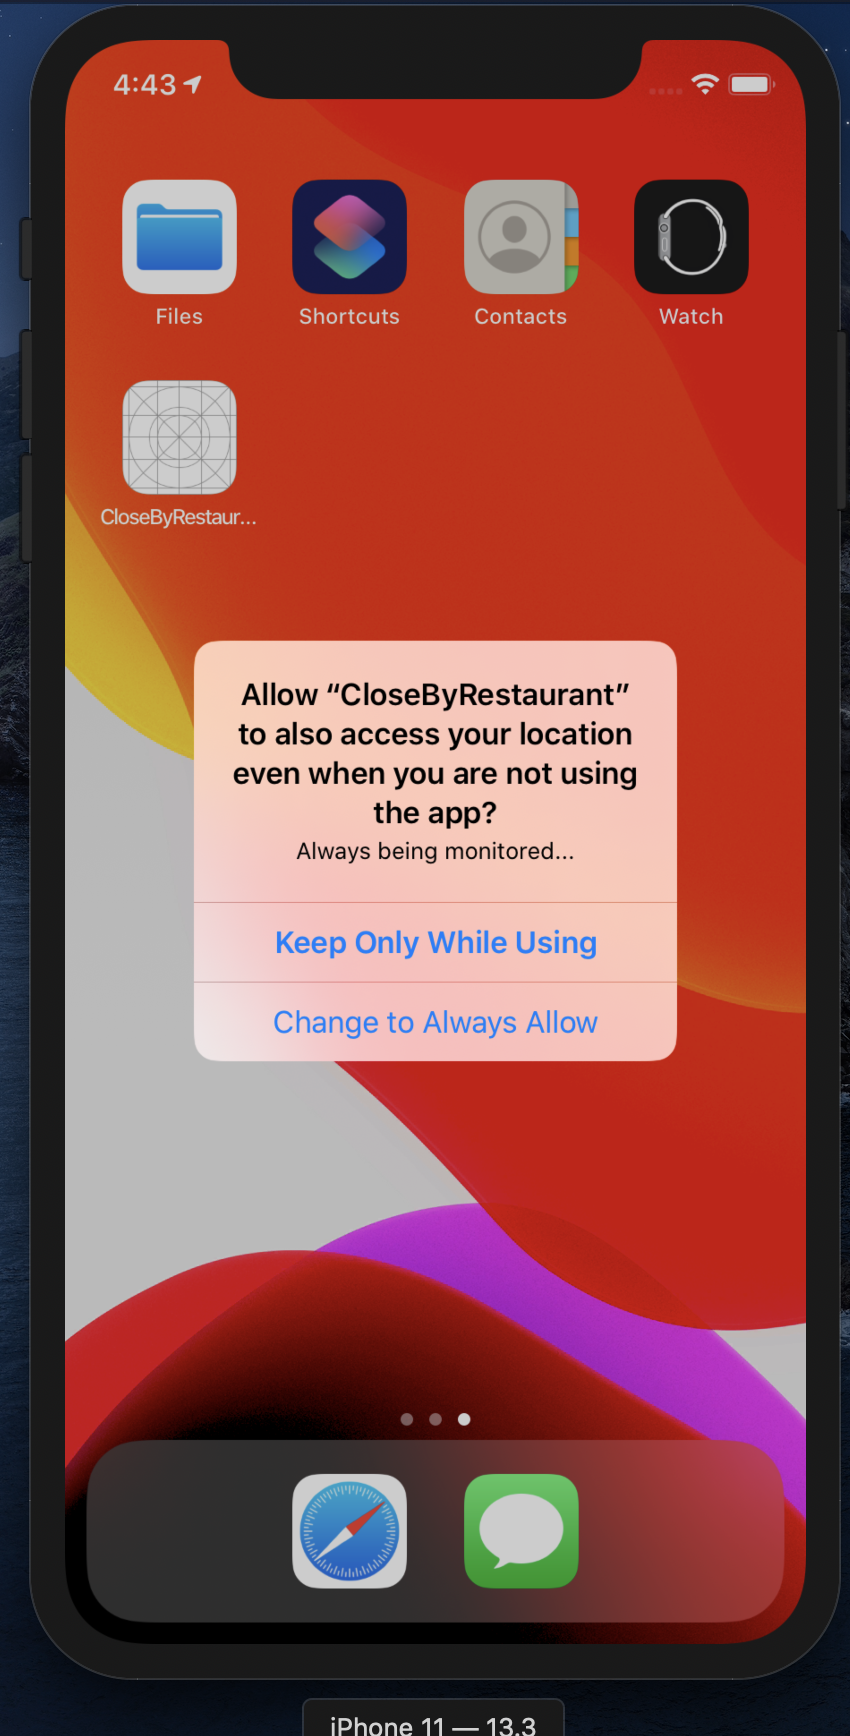 4:43
Files
Shortcuts
Contacts
Watch
CloseByRestaur...
Allow “CloseByRestaurant”
to also access your location
even when you are not using
the app?
Always being monitored...
Keep Only While Using
Change to Always Allow
iPhone 11 — 13.3